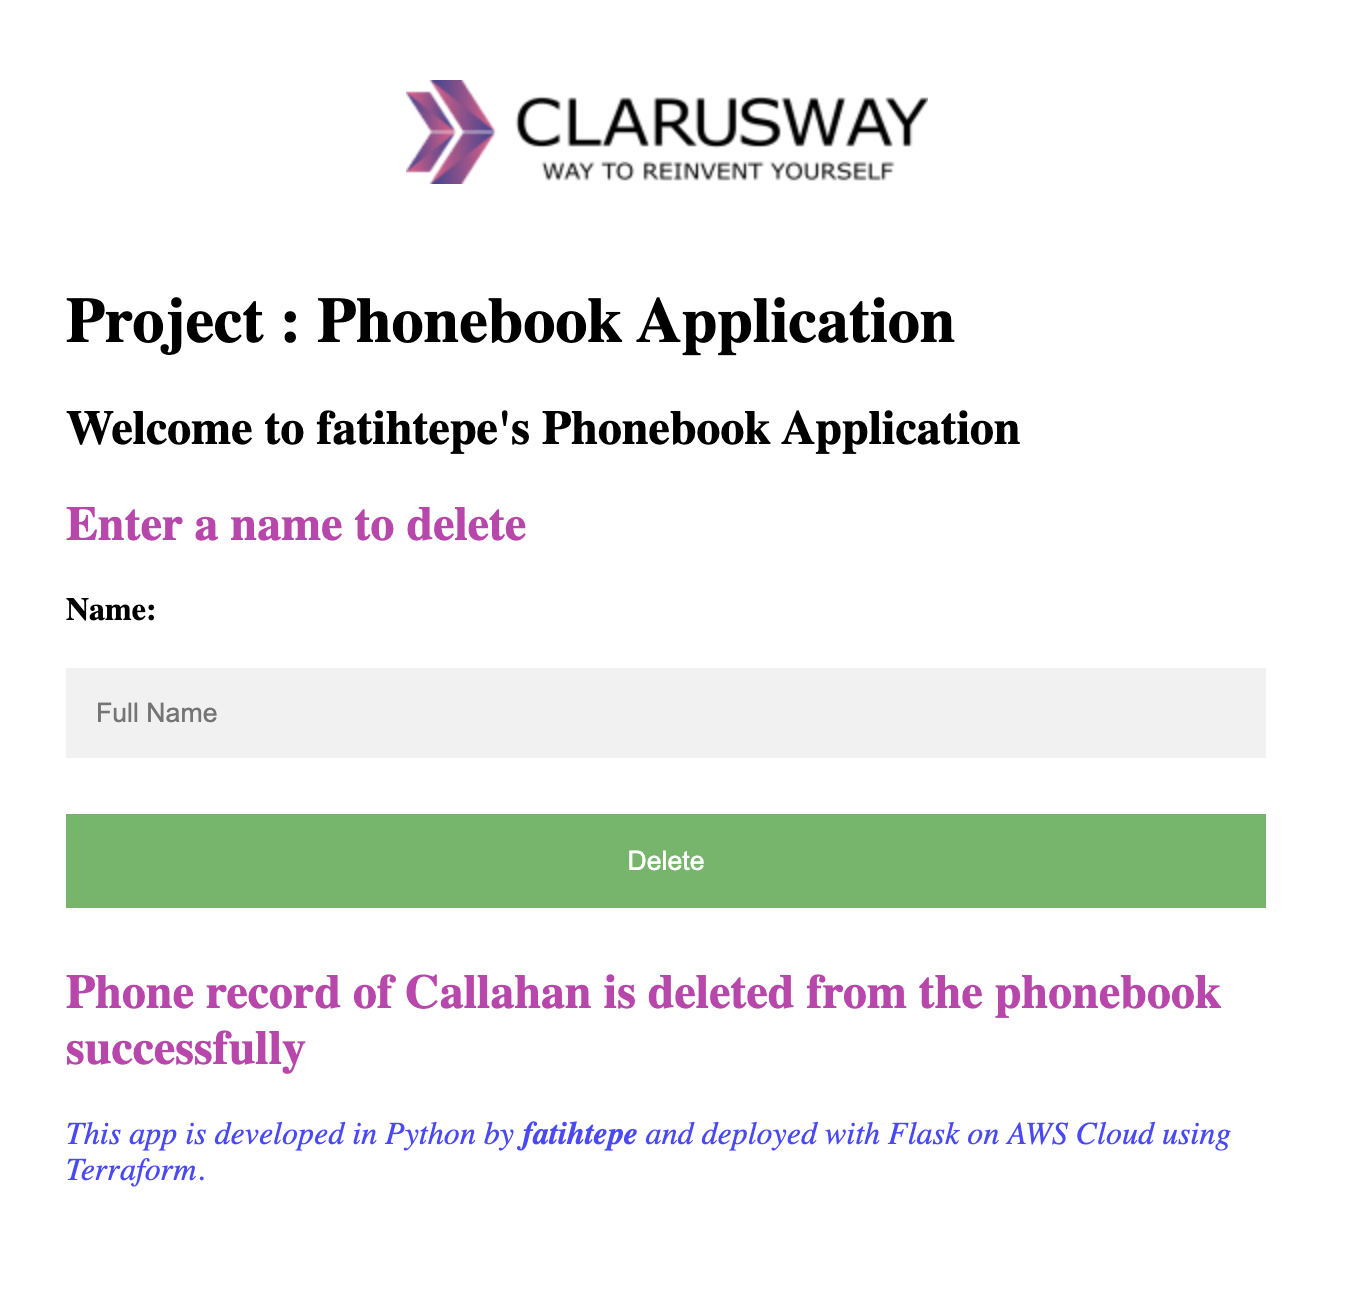 CLARUSWAY
WAY TO REINVENT YOURSELF
Project : Phonebook Application
Welcome to fatihtepe's Phonebook Application
Enter a name to delete
Name:
Full Name
Delete
Phone record of Callahan is deleted from the phonebook
successfully
This app is developed in Python by fatihtepe and deployed with Flask on AWS Cloud using
Terraform.